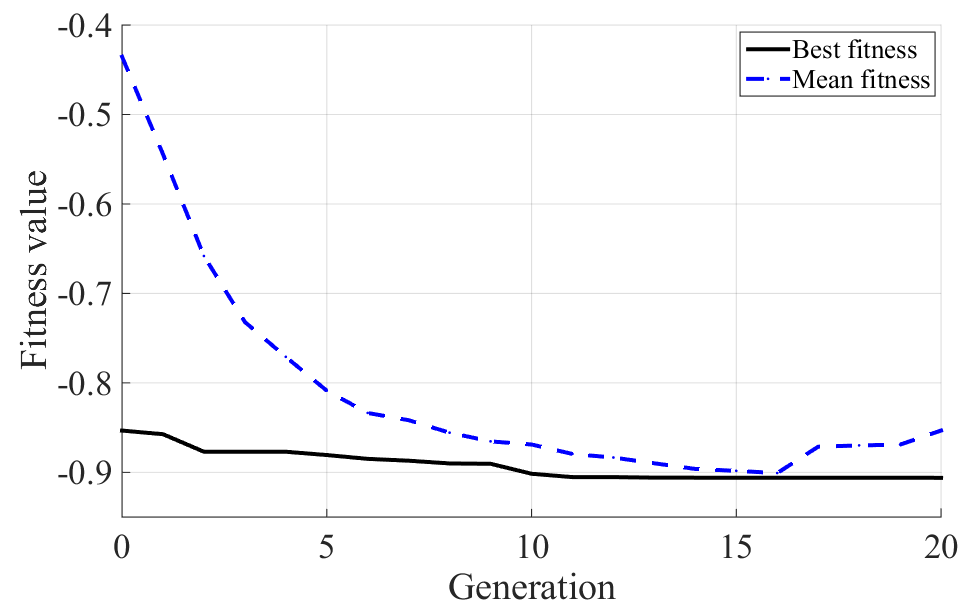 -0.4
-0.5
-0.6
-0.7
-0.8
-0.9
Fitness value
Best fitness
Mean fitness
0 5 10 15 20
Generation